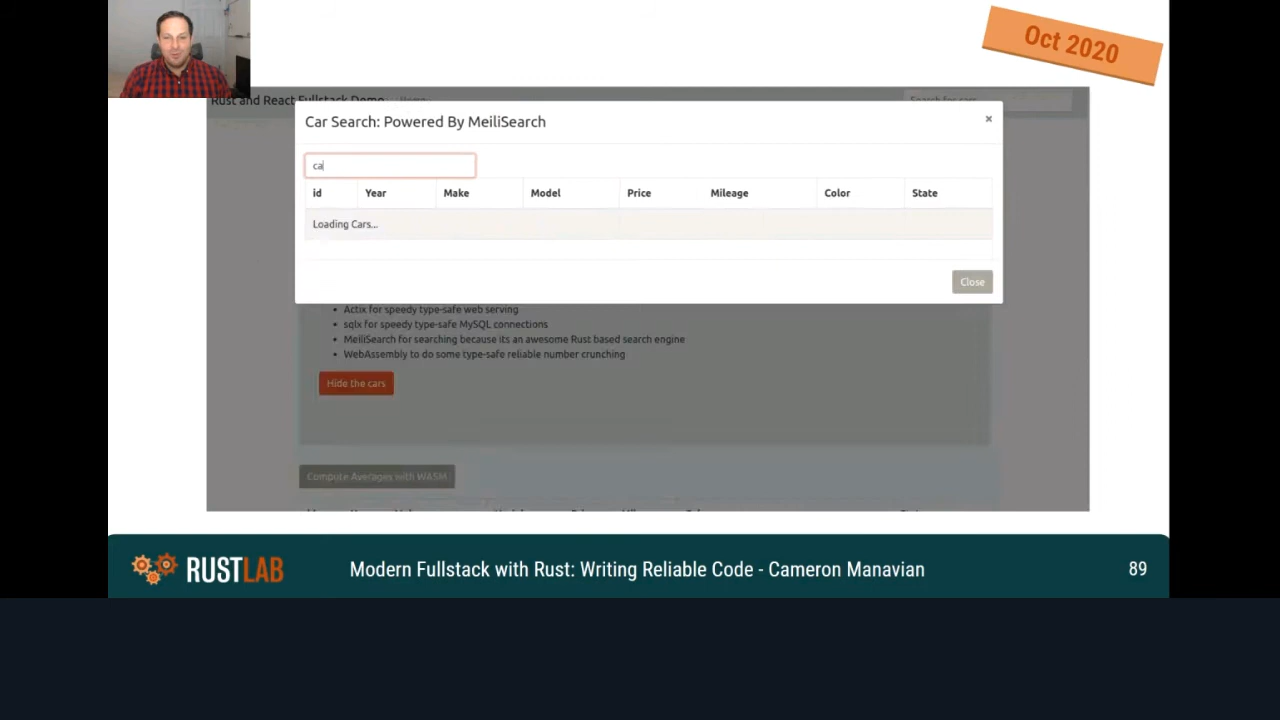 Oct 2020
Rust and React Fullstack Demo Home
Search for cars
Car Search: Powered By MeiliSearch
×
ca
id Year Make Model Price Mileage Color State
Loading Cars...
Close
Actix for speedy type-safe web serving
sqlx for speedy type-safe MySQL connections
MeiliSearch for searching because its an awesome Rust based search engine
WebAssembly to do some type-safe reliable number crunching
Hide the cars
Compute Averages with WASM
RUSTLAB
Modern Fullstack with Rust: Writing Reliable Code - Cameron Manavian
89